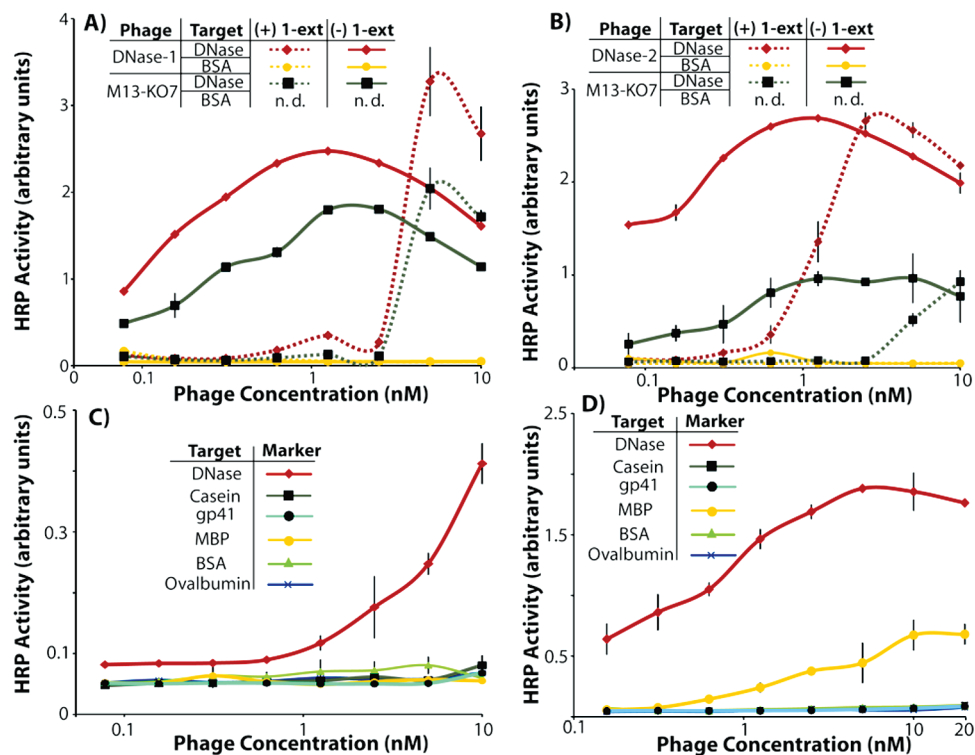 A)
Phage Target (+) 1-ext (-) 1-ext
DNase-1 DNase
BSA
M13-KO7 DNase
BSA n. d. n. d.
HRP Activity (arbitrary units)
4
3
2
1
0
0 0.1 1 10
Phage Concentration (nM)
B)
Phage Target (+) 1-ext (-) 1-ext
DNase-2 DNase
BSA
M13-KO7 DNase
BSA n. d. n. d.
HRP Activity (arbitrary units)
3.0
2.0
1.0
0
0.1 1 10
Phage Concentration (nM)
C)
Target Marker
DNase
Casein
gp41
MBP
BSA
Ovalbumin
HRP Activity (arbitrary units)
0.5
0.3
0.1
0
0.1 1 10
Phage Concentration (nM)
D)
Target Marker
DNase
Casein
gp41
MBP
BSA
Ovalbumin
HRP Activity (arbitrary units)
2.5
1.5
0.5
0.1 1 10 20
Phage Concentration (nM)